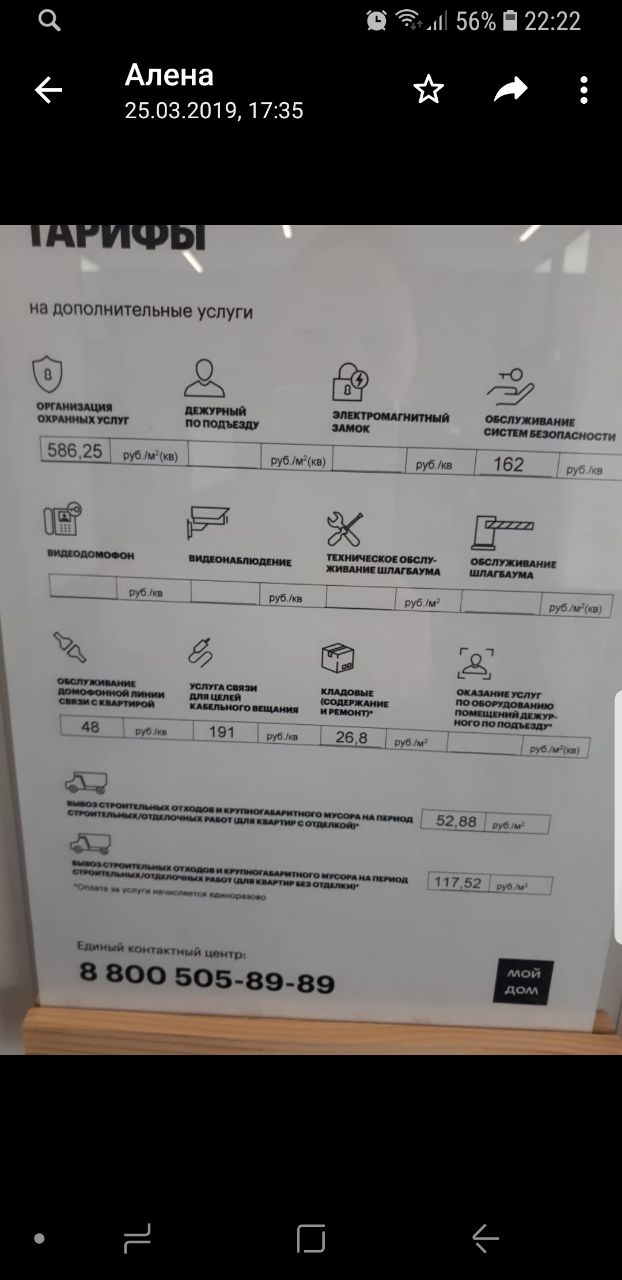 56% 22:22
Алена
25.03.2019, 17:35
ТАРИФЫ
на дополнительные услуги
8
8
ОРГАНИЗАЦИЯ
ОХРАННЫХ УСЛУГ
ДЕЖУРНЫЙ
ПО ПОДЪЕЗДУ
ЭЛЕКТРОМАГНИТНЫЙ
ЗАМОК
ОБСЛУЖИВАНИЕ
СИСТЕМ БЕЗОПАСНОСТИ
586,25 руб./м²(кв) руб./м²(кв) руб./кв 162 руб./кв
ВИДЕОДОМОФОН
ВИДЕОНАБЛЮДЕНИЕ
ТЕХНИЧЕСКОЕ ОБСЛУ-
ЖИВАНИЕ ШЛАГБАУМА
ОБСЛУЖИВАНИЕ
ШЛАГБАУМА
руб./кв руб./кв руб./м² руб./м²(кв)
ОБСЛУЖИВАНИЕ
ДОМОФОННОЙ ЛИНИИ
СВЯЗИ С КВАРТИРОЙ
УСЛУГА СВЯЗИ
ДЛЯ ЦЕЛЕЙ
КАБЕЛЬНОГО ВЕЩАНИЯ
КЛАДОВЫЕ
(СОДЕРЖАНИЕ
И РЕМОНТ)*
ОКАЗАНИЕ УСЛУГ
ПО ОБОРУДОВАНИЮ
ПОМЕЩЕНИЙ ДЕЖУР-
НОГО ПО ПОДЪЕЗДУ*
48 руб./кв 191 руб./кв 26,8 руб./м² руб./м²(кв)
ВЫВОЗ СТРОИТЕЛЬНЫХ ОТХОДОВ И КРУПНОГАБАРИТНОГО МУСОРА НА ПЕРИОД
СТРОИТЕЛЬНЫХ/ОТДЕЛОЧНЫХ РАБОТ (ДЛЯ КВАРТИР С ОТДЕЛКОЙ)*
52,88 руб./м²
ВЫВОЗ СТРОИТЕЛЬНЫХ ОТХОДОВ И КРУПНОГАБАРИТНОГО МУСОРА НА ПЕРИОД
СТРОИТЕЛЬНЫХ/ОТДЕЛОЧНЫХ РАБОТ (ДЛЯ КВАРТИР БЕЗ ОТДЕЛКИ)*
117,52 руб./м²
*Оплата за услуги начисляется единоразово
Единый контактный центр:
8 800 505-89-89
МОЙ
ДОМ